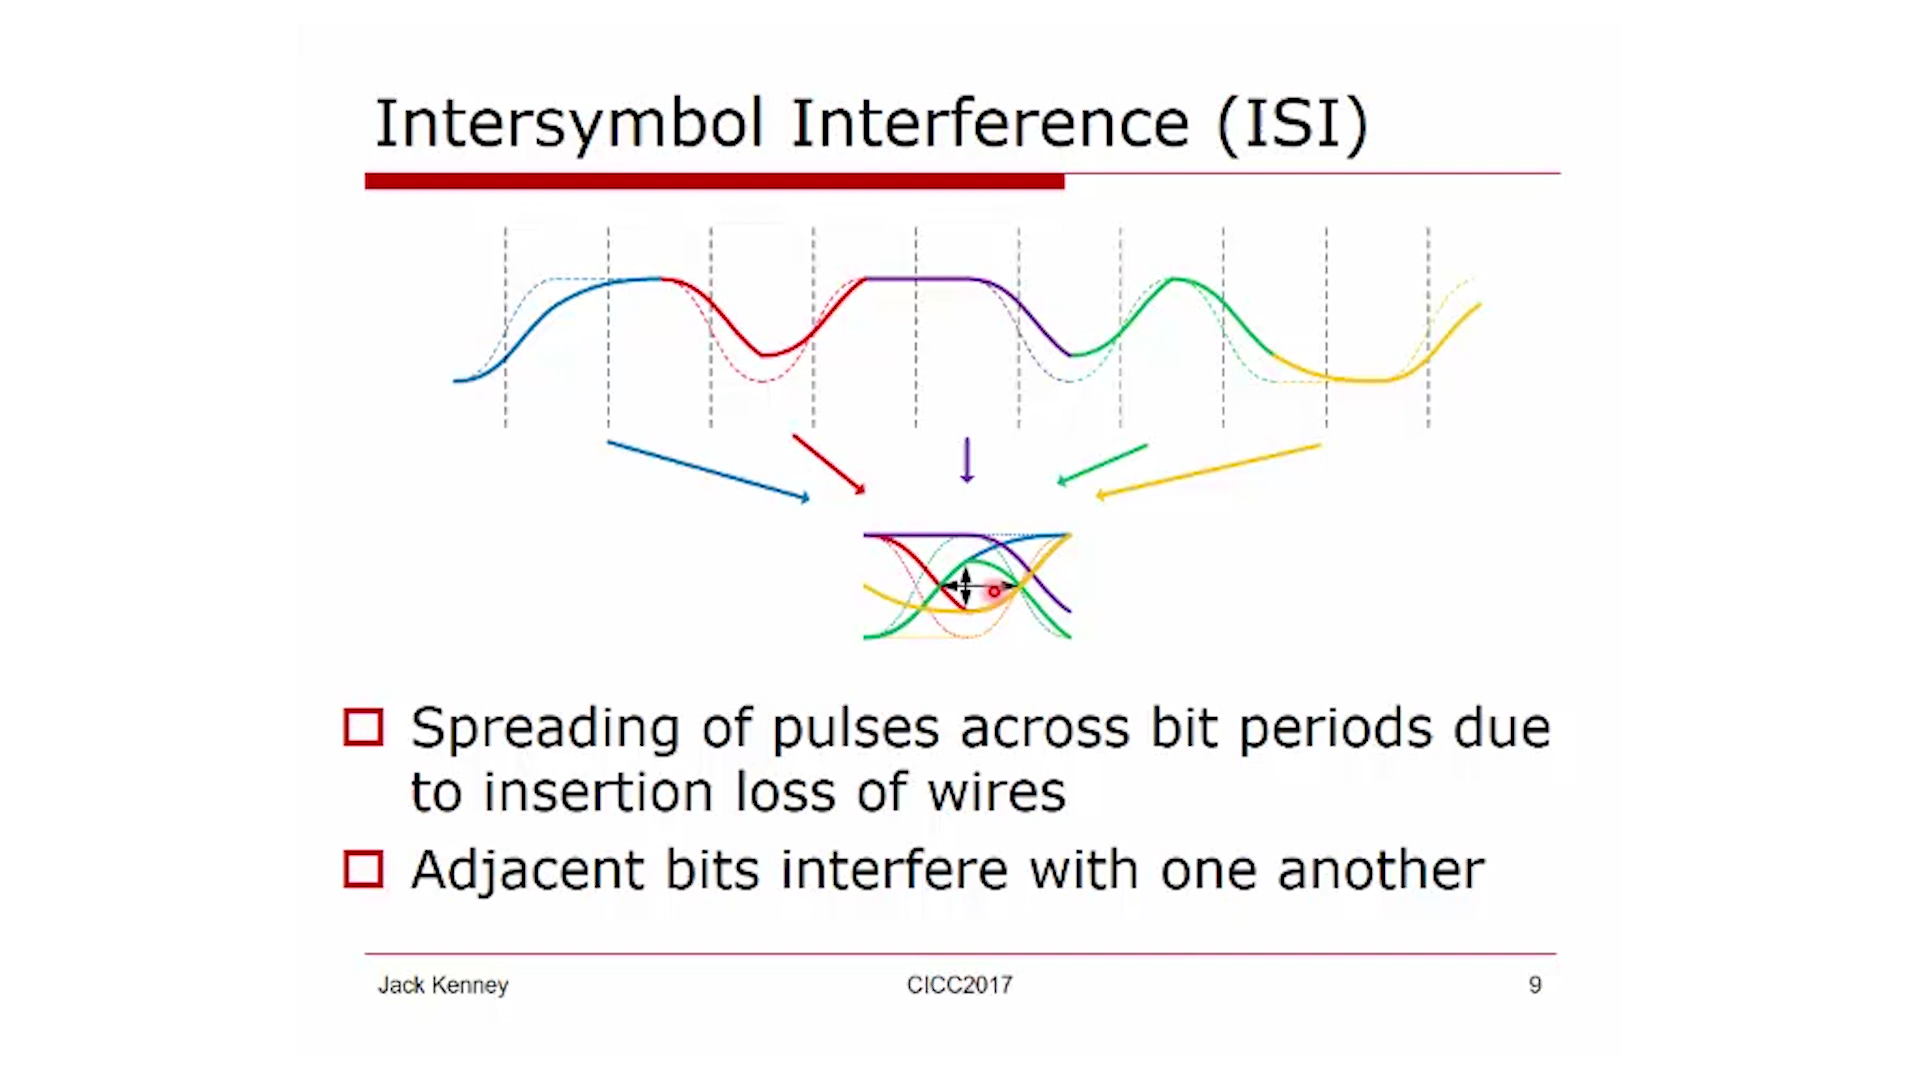 Intersymbol Interference (ISI)
Spreading of pulses across bit periods due
to insertion loss of wires
Adjacent bits interfere with one another
Jack Kenney CICC2017 9